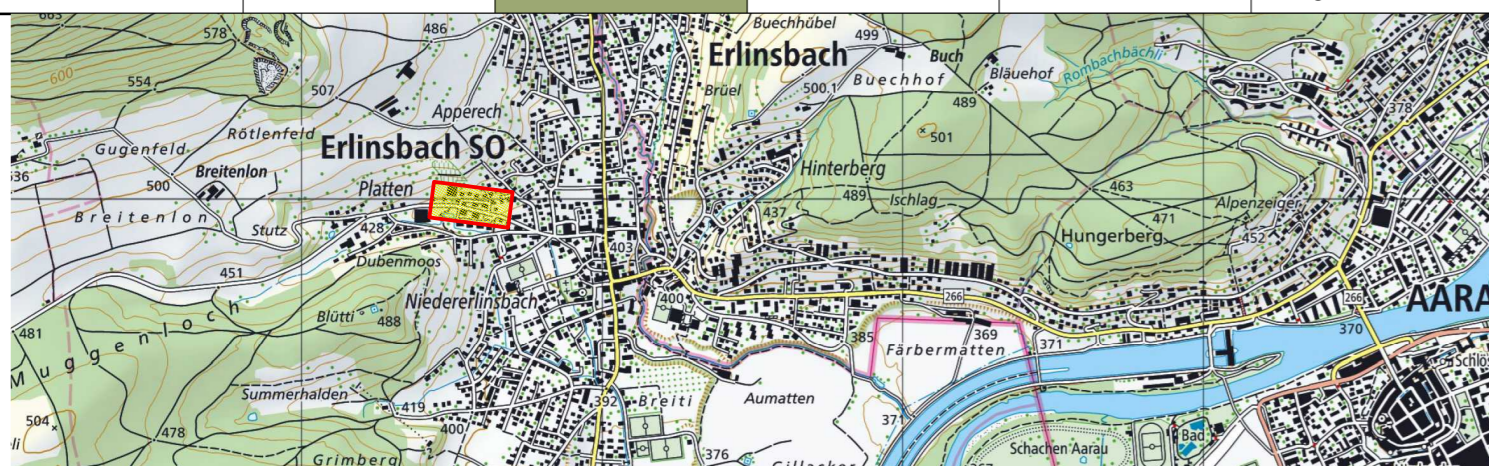 578
486
Buechhübel
499
Erlinsbach
Buch
Buechhof
Bläuehof
Rombachbächli
600
554
507
Brüel
500.1
489
378
Apperech
501
Rötlenfeld
Erlinsbach SO
Gugenfeld
Breitenlon
Platten
Hinterberg
463
500
489
Ischlag
Alpenzeiger
Breitenlon
437
471
Stutz
428
403
Hungerberg
452
Dubenmoos
451
Niedererlinsbach
400
266
266
AARA
Muggenloch
Blütti
488
481
385
369
371
370
Färbermatten
Summerhalden
392
Breiti
Aumatten
419
504
400
478
376
Schachen Aarau
Bad
Grimberg